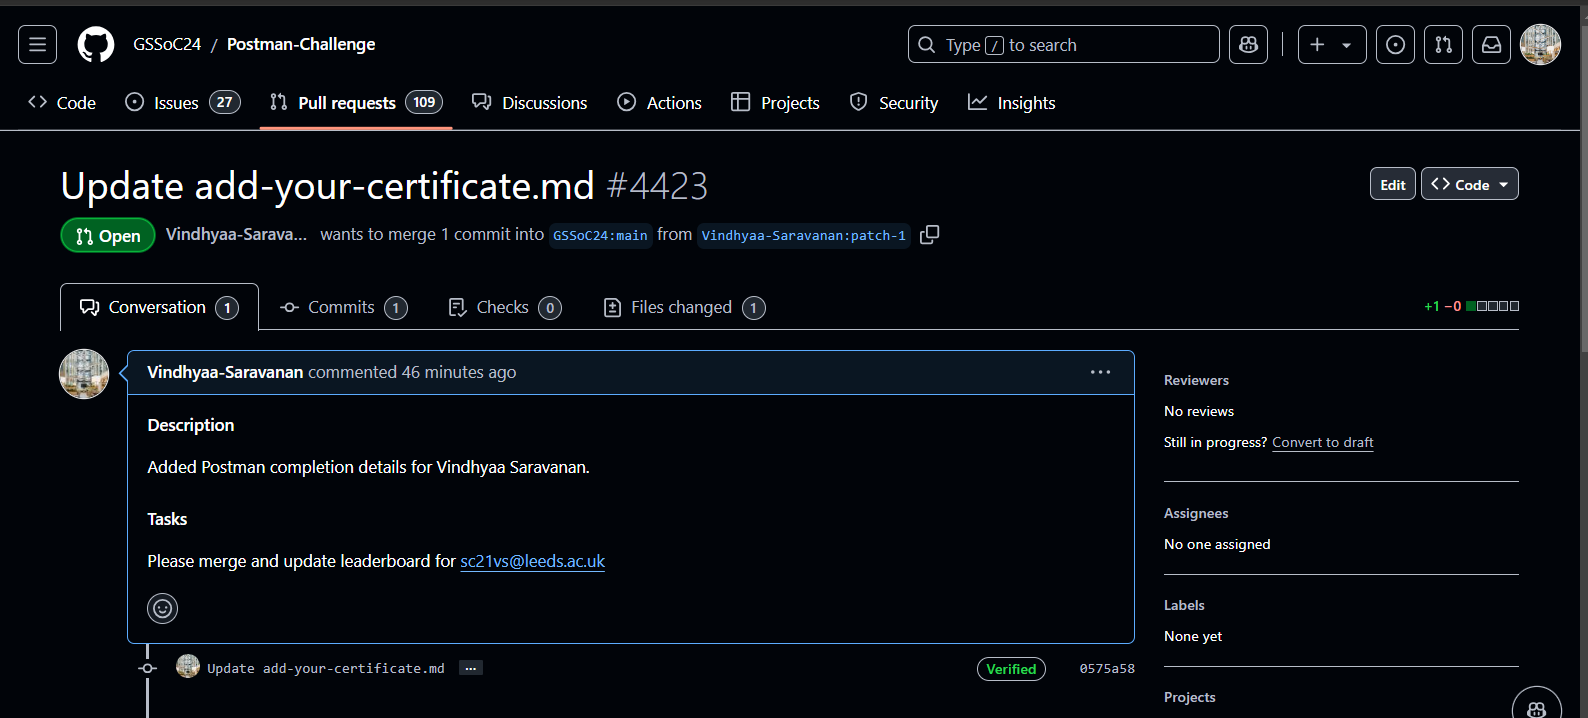 GSSoC24 / Postman-Challenge
Type / to search
Code
Issues 27
Pull requests 109
Discussions
Actions
Projects
Security
Insights
Update add-your-certificate.md #4423
Edit
Code
Open
Vindhyaa-Sarava... wants to merge 1 commit into GSSoC24:main from Vindhyaa-Saravanan:patch-1
Conversation 1
Commits 1
Checks 0
Files changed 1
+1 −0
Vindhyaa-Saravanan commented 46 minutes ago
Description
Added Postman completion details for Vindhyaa Saravanan.
Tasks
Please merge and update leaderboard for sc21vs@leeds.ac.uk
Update add-your-certificate.md ...
Verified
0575a58
Reviewers
No reviews
Still in progress? Convert to draft
Assignees
No one assigned
Labels
None yet
Projects